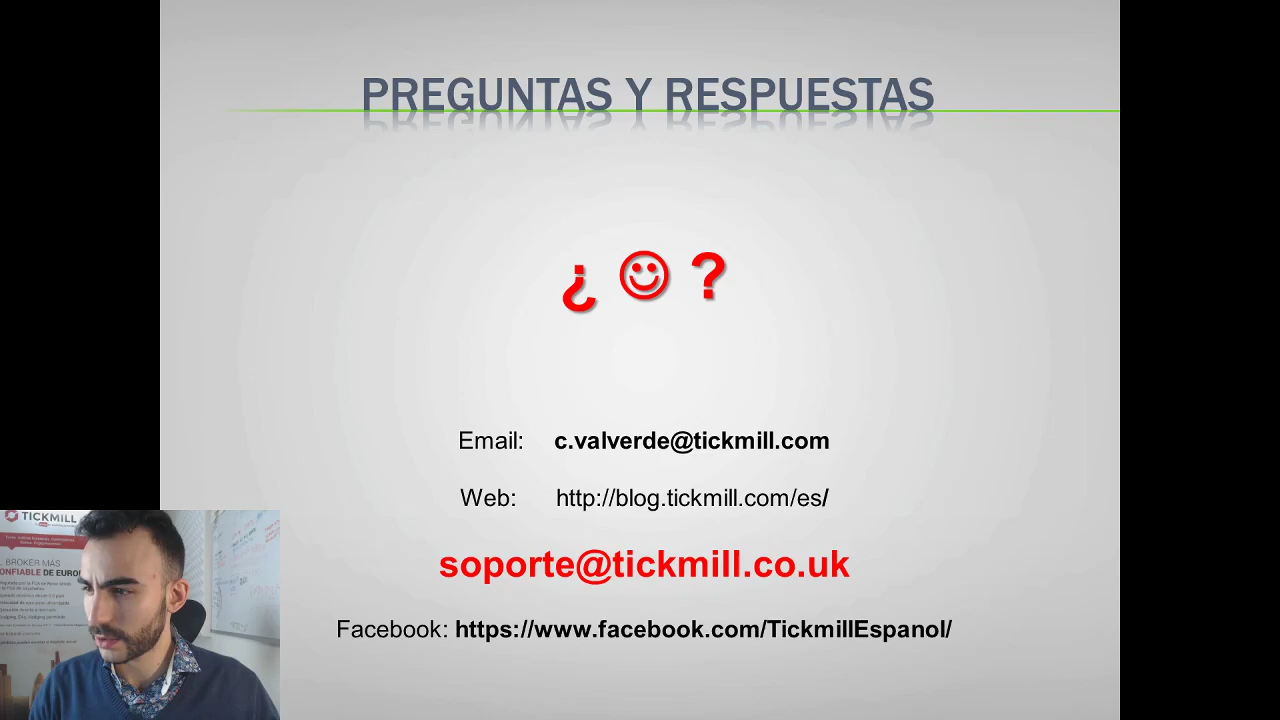 PREGUNTAS Y RESPUESTAS
¿ ☺ ?
Email: c.valverde@tickmill.com
Web: http://blog.tickmill.com/es/
soporte@tickmill.co.uk
Facebook: https://www.facebook.com/TickmillEspanol/
TICKMILL
BROKER MÁS
ONFIABLE DE EURO